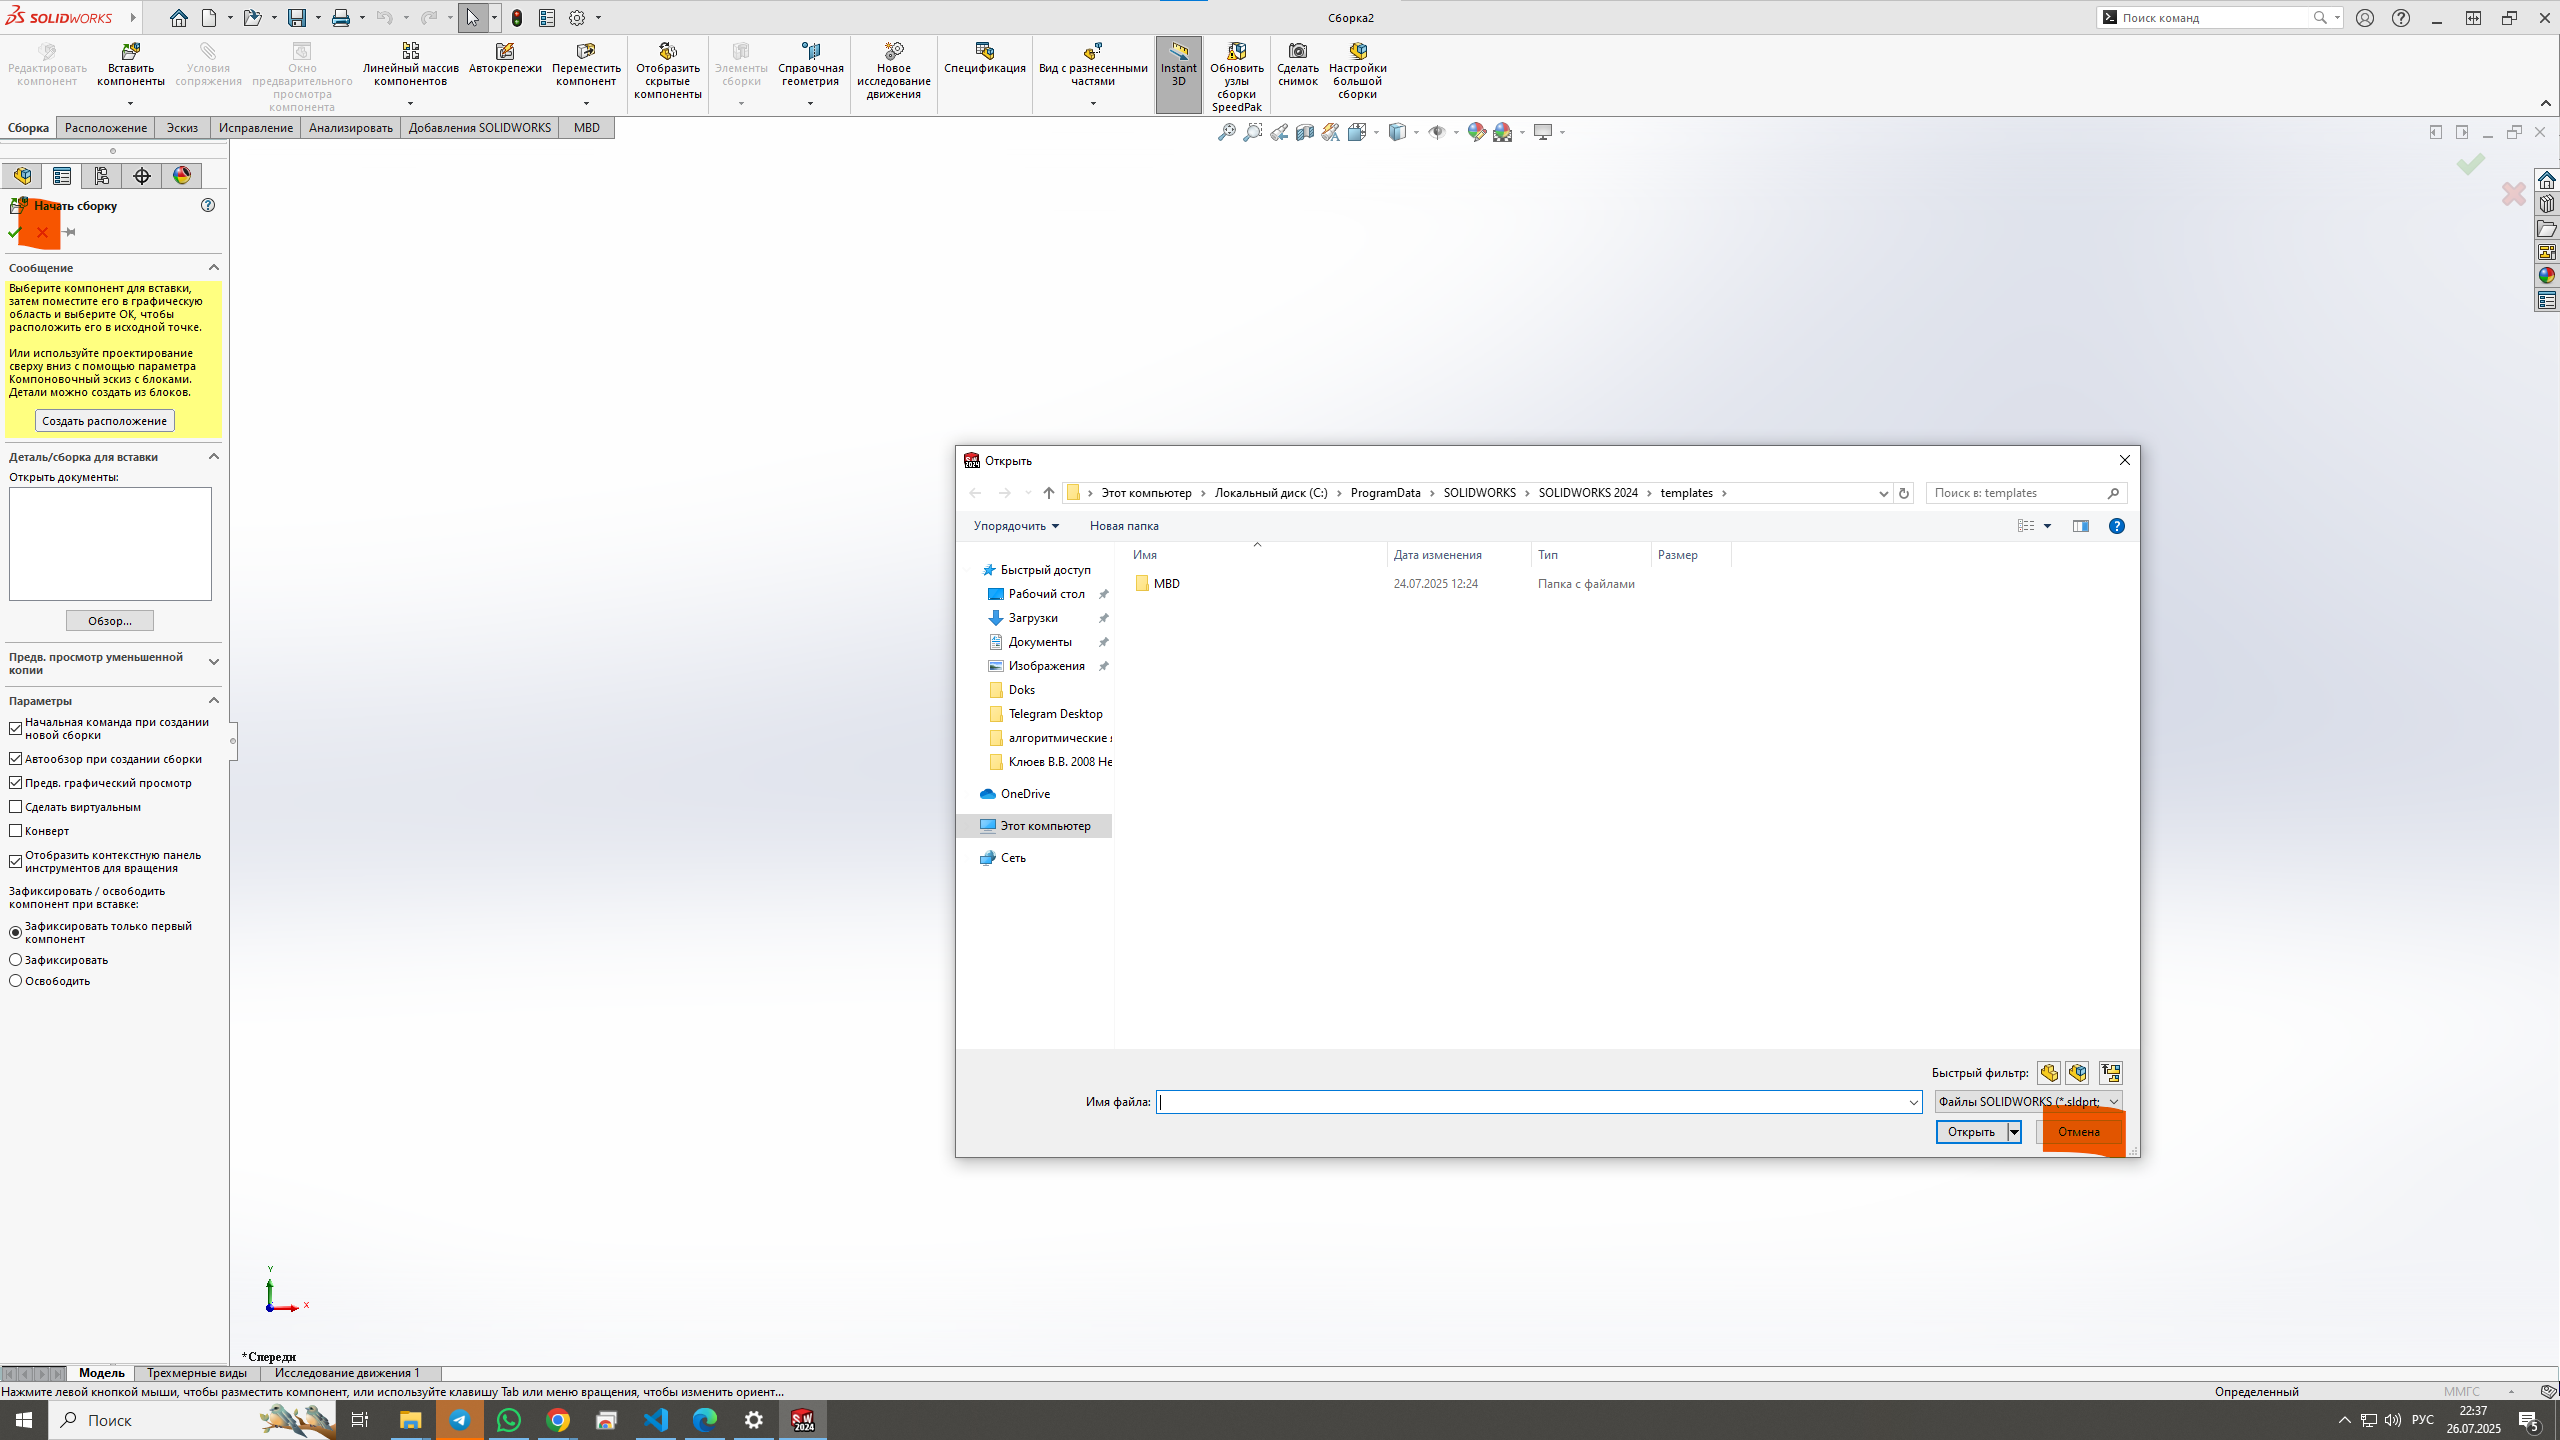 SOLIDWORKS
Сборка2
Поиск команд
Редактировать компонент
Вставить компоненты
Условия сопряжения
Окно предварительного просмотра компонента
Линейный массив компонентов
Автокрепежи
Переместить компонент
Отобразить скрытые компоненты
Элементы сборки
Справочная геометрия
Новое исследование движения
Спецификация
Вид с разнесенными частями
Instant 3D
Обновить узлы сборки SpeedPak
Сделать снимок
Настройки большой сборки
Сборка
Расположение
Эскиз
Исправление
Анализировать
Добавления SOLIDWORKS
MBD
Начать сборку
Сообщение
Выберите компонент для вставки,
затем поместите его в графическую
область и выберите ОК, чтобы
расположить его в исходной точке.
Или используйте проектирование
сверху вниз с помощью параметра
Компоновочный эскиз с блоками.
Детали можно создать из блоков.
Создать расположение
Деталь/сборка для вставки
Открыть документы:
Обзор...
Предв. просмотр уменьшенной
копии
Параметры
Начальная команда при создании
новой сборки
Автообзор при создании сборки
Предв. графический просмотр
Сделать виртуальным
Конверт
Отобразить контекстную панель
инструментов для вращения
Зафиксировать / освободить
компонент при вставке:
Зафиксировать только первый
компонент
Зафиксировать
Освободить
Открыть
Этот компьютер
Локальный диск (C:)
ProgramData
SOLIDWORKS
SOLIDWORKS 2024
templates
Поиск в: templates
Упорядочить
Новая папка
Имя
Дата изменения
Тип
Размер
MBD
24.07.2025 12:24
Папка с файлами
Быстрый доступ
Рабочий стол
Загрузки
Документы
Изображения
Doks
Telegram Desktop
алгоритмические
Клюев В.В. 2008 Не
OneDrive
Этот компьютер
Сеть
Быстрый фильтр:
Имя файла:
Файлы SOLIDWORKS (*.sldprt;
Открыть
Отмена
Y
X
*Спереди
Модель
Трехмерные виды
Исследование движения 1
Нажмите левой кнопкой мыши, чтобы разместить компонент, или используйте клавишу Tab или меню вращения, чтобы изменить ориент...
Определенный
ММГС
Поиск
SW
2024
РУС
22:37
26.07.2025
5